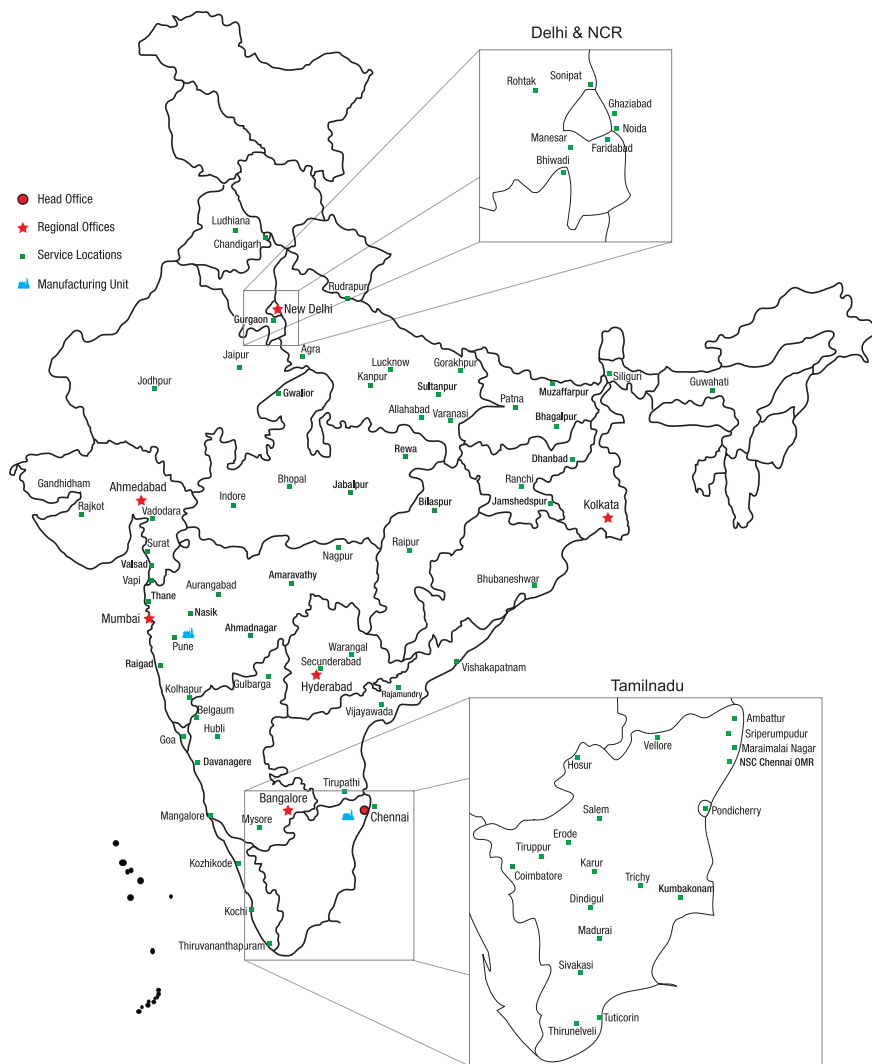 Delhi & NCR
Rohtak
Sonipat
Ghaziabad
Noida
Manesar
Faridabad
Bhiwadi
Head Office
Regional Offices
Service Locations
Manufacturing Unit
Ludhiana
Chandigarh
Rudrapur
New Delhi
Gurgaon
Jaipur
Agra
Lucknow
Gorakhpur
Kanpur
Jodhpur
Gwalior
Sultanpur
Allahabad
Varanasi
Patna
Muzaffarpur
Siliguri
Guwahati
Bhagalpur
Rewa
Dhanbad
Gandhidham
Ahmedabad
Rajkot
Vadodara
Indore
Bhopal
Jabalpur
Bilaspur
Ranchi
Jamshedspur
Kolkata
Surat
Valsad
Vapi
Thane
Nagpur
Raipur
Aurangabad
Amaravathy
Bhubaneshwar
Mumbai
Nasik
Ahmadnagar
Pune
Raigad
Warangal
Secunderabad
Hyderabad
Vishakapatnam
Kolhapur
Gulbarga
Rajamundry
Vijayawada
Belgaum
Goa
Hubli
Davanagere
Tirupathi
Bangalore
Mangalore
Mysore
Chennai
Kozhikode
Kochi
Thiruvananthapuram
Tamilnadu
Ambattur
Sriperumpudur
Vellore
Maraimalai Nagar
NSC Chennai OMR
Hosur
Salem
Pondicherry
Erode
Tiruppur
Coimbatore
Karur
Trichy
Kumbakonam
Dindigul
Madurai
Sivakasi
Tuticorin
Thirunelveli